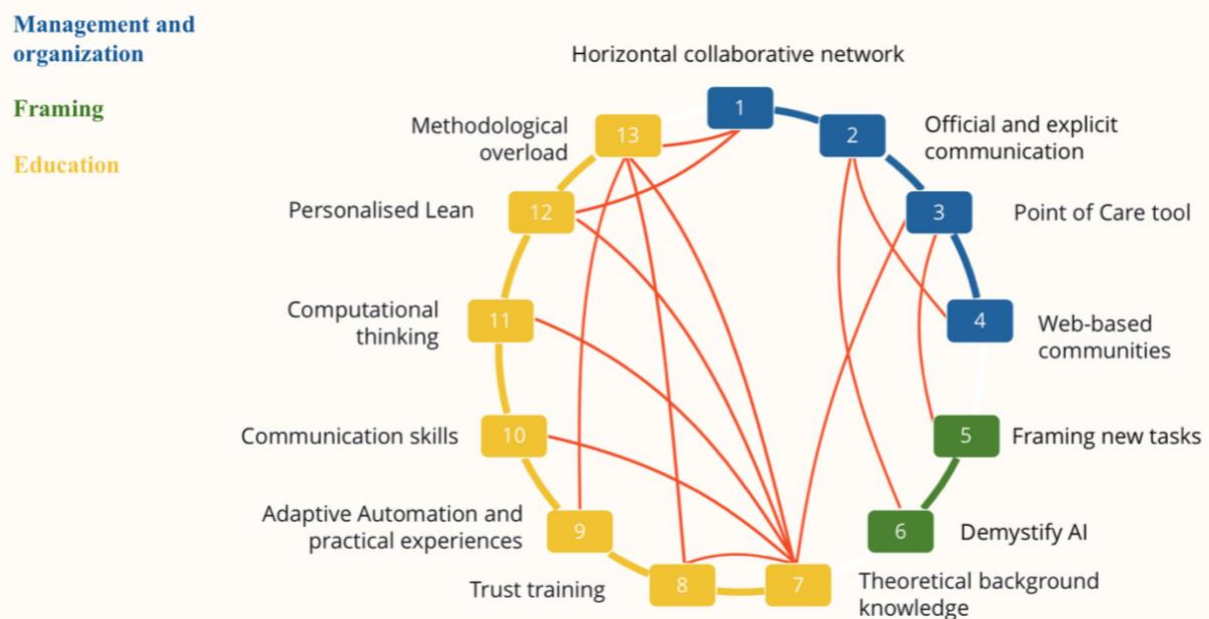 Management and
organization
Framing
Education
Horizontal collaborative network
1
2
Official and explicit
communication
3
Point of Care tool
4
Web-based
communities
5
Framing new tasks
6
Demystify AI
7
Theoretical background
knowledge
8
Trust training
9
Adaptive Automation and
practical experiences
10
Communication skills
11
Computational
thinking
12
Personalised Lean
13
Methodological
overload